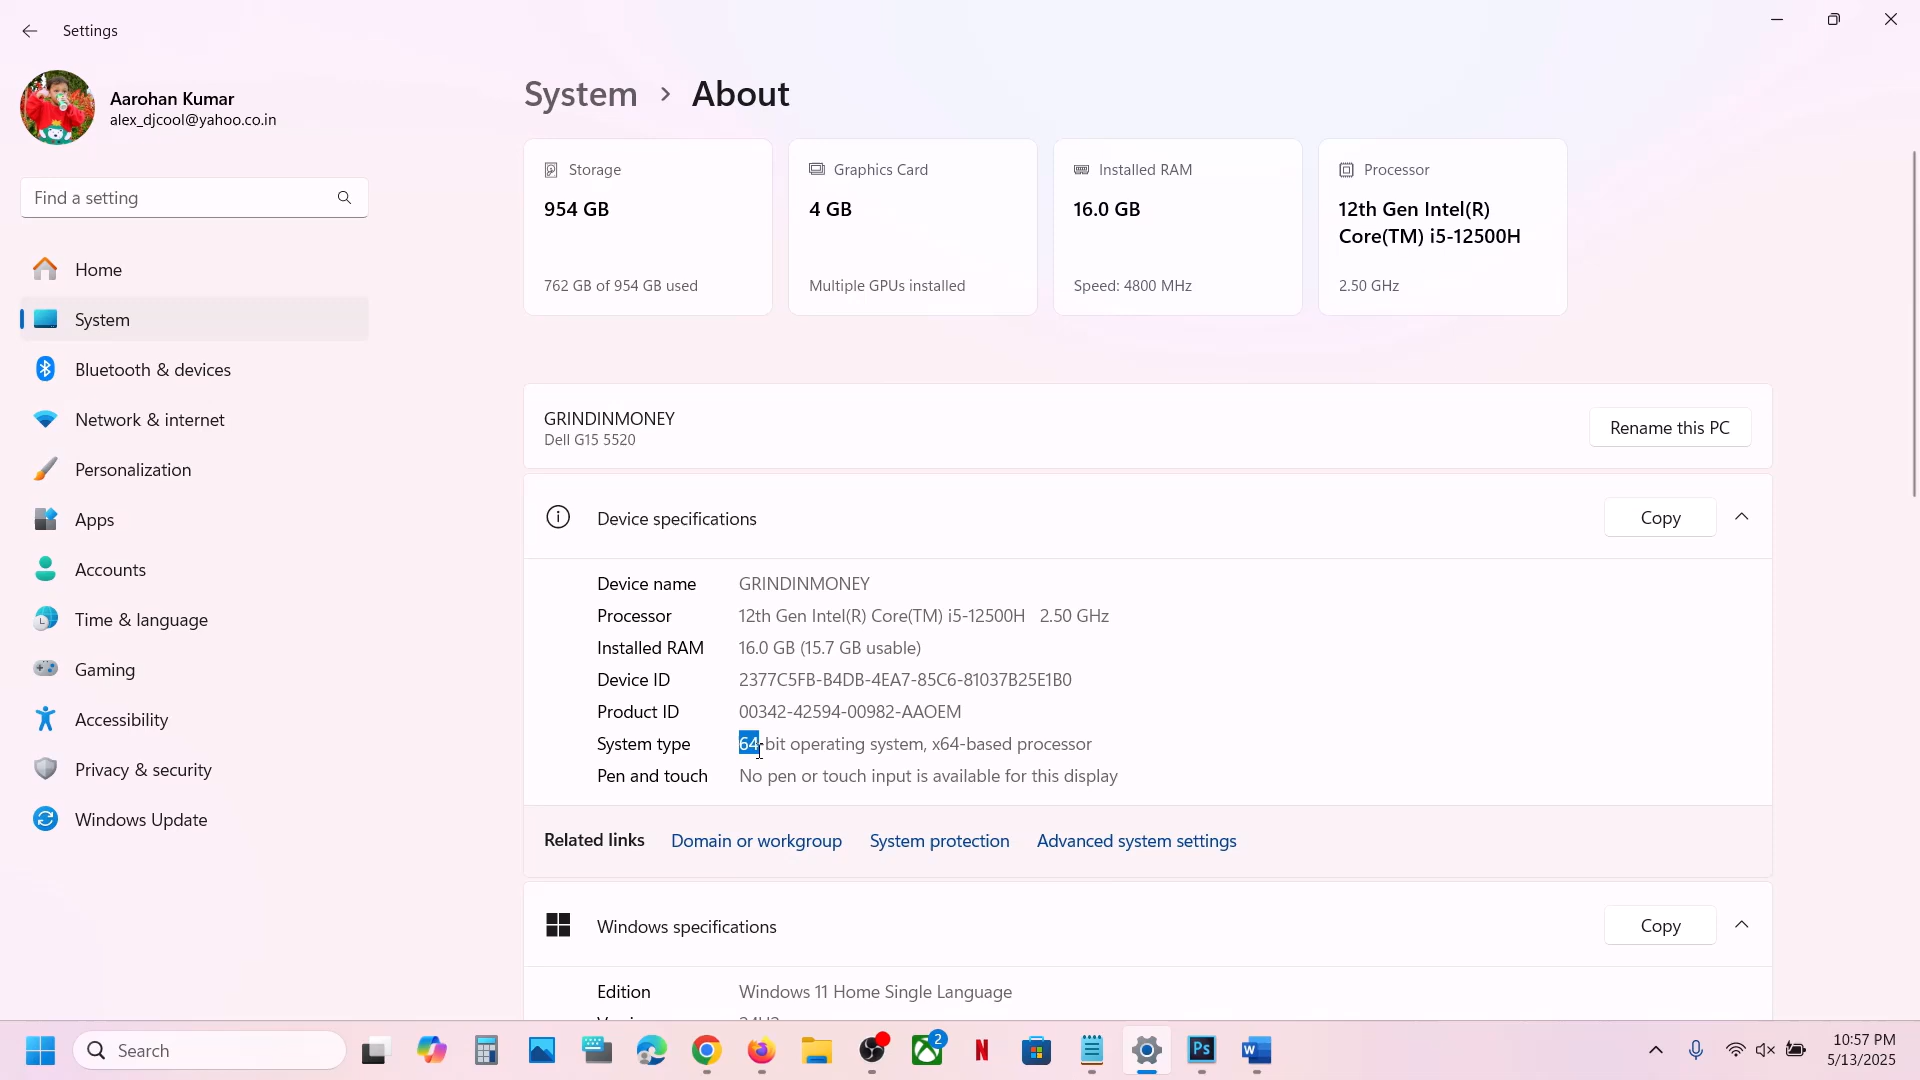 Settings
Aarohan Kumar
alex_djcool@yahoo.co.in
Find a setting
Home
System
Bluetooth & devices
Network & internet
Personalization
Apps
Accounts
Time & language
Gaming
Accessibility
Privacy & security
Windows Update
System > About
Storage
954 GB
762 GB of 954 GB used
Graphics Card
4 GB
Multiple GPUs installed
Installed RAM
16.0 GB
Speed: 4800 MHz
Processor
12th Gen Intel(R)
Core(TM) i5-12500H
2.50 GHz
GRINDINMONEY
Dell G15 5520
Rename this PC
Device specifications
Copy
Device name GRINDINMONEY
Processor 12th Gen Intel(R) Core(TM) i5-12500H 2.50 GHz
Installed RAM 16.0 GB (15.7 GB usable)
Device ID 2377C5FB-B4DB-4EA7-85C6-81037B25E1B0
Product ID 00342-42594-00982-AAOEM
System type 64-bit operating system, x64-based processor
Pen and touch No pen or touch input is available for this display
Related links Domain or workgroup System protection Advanced system settings
Windows specifications
Copy
Edition Windows 11 Home Single Language
Search
N
2
Ps
W
10:57 PM
5/13/2025